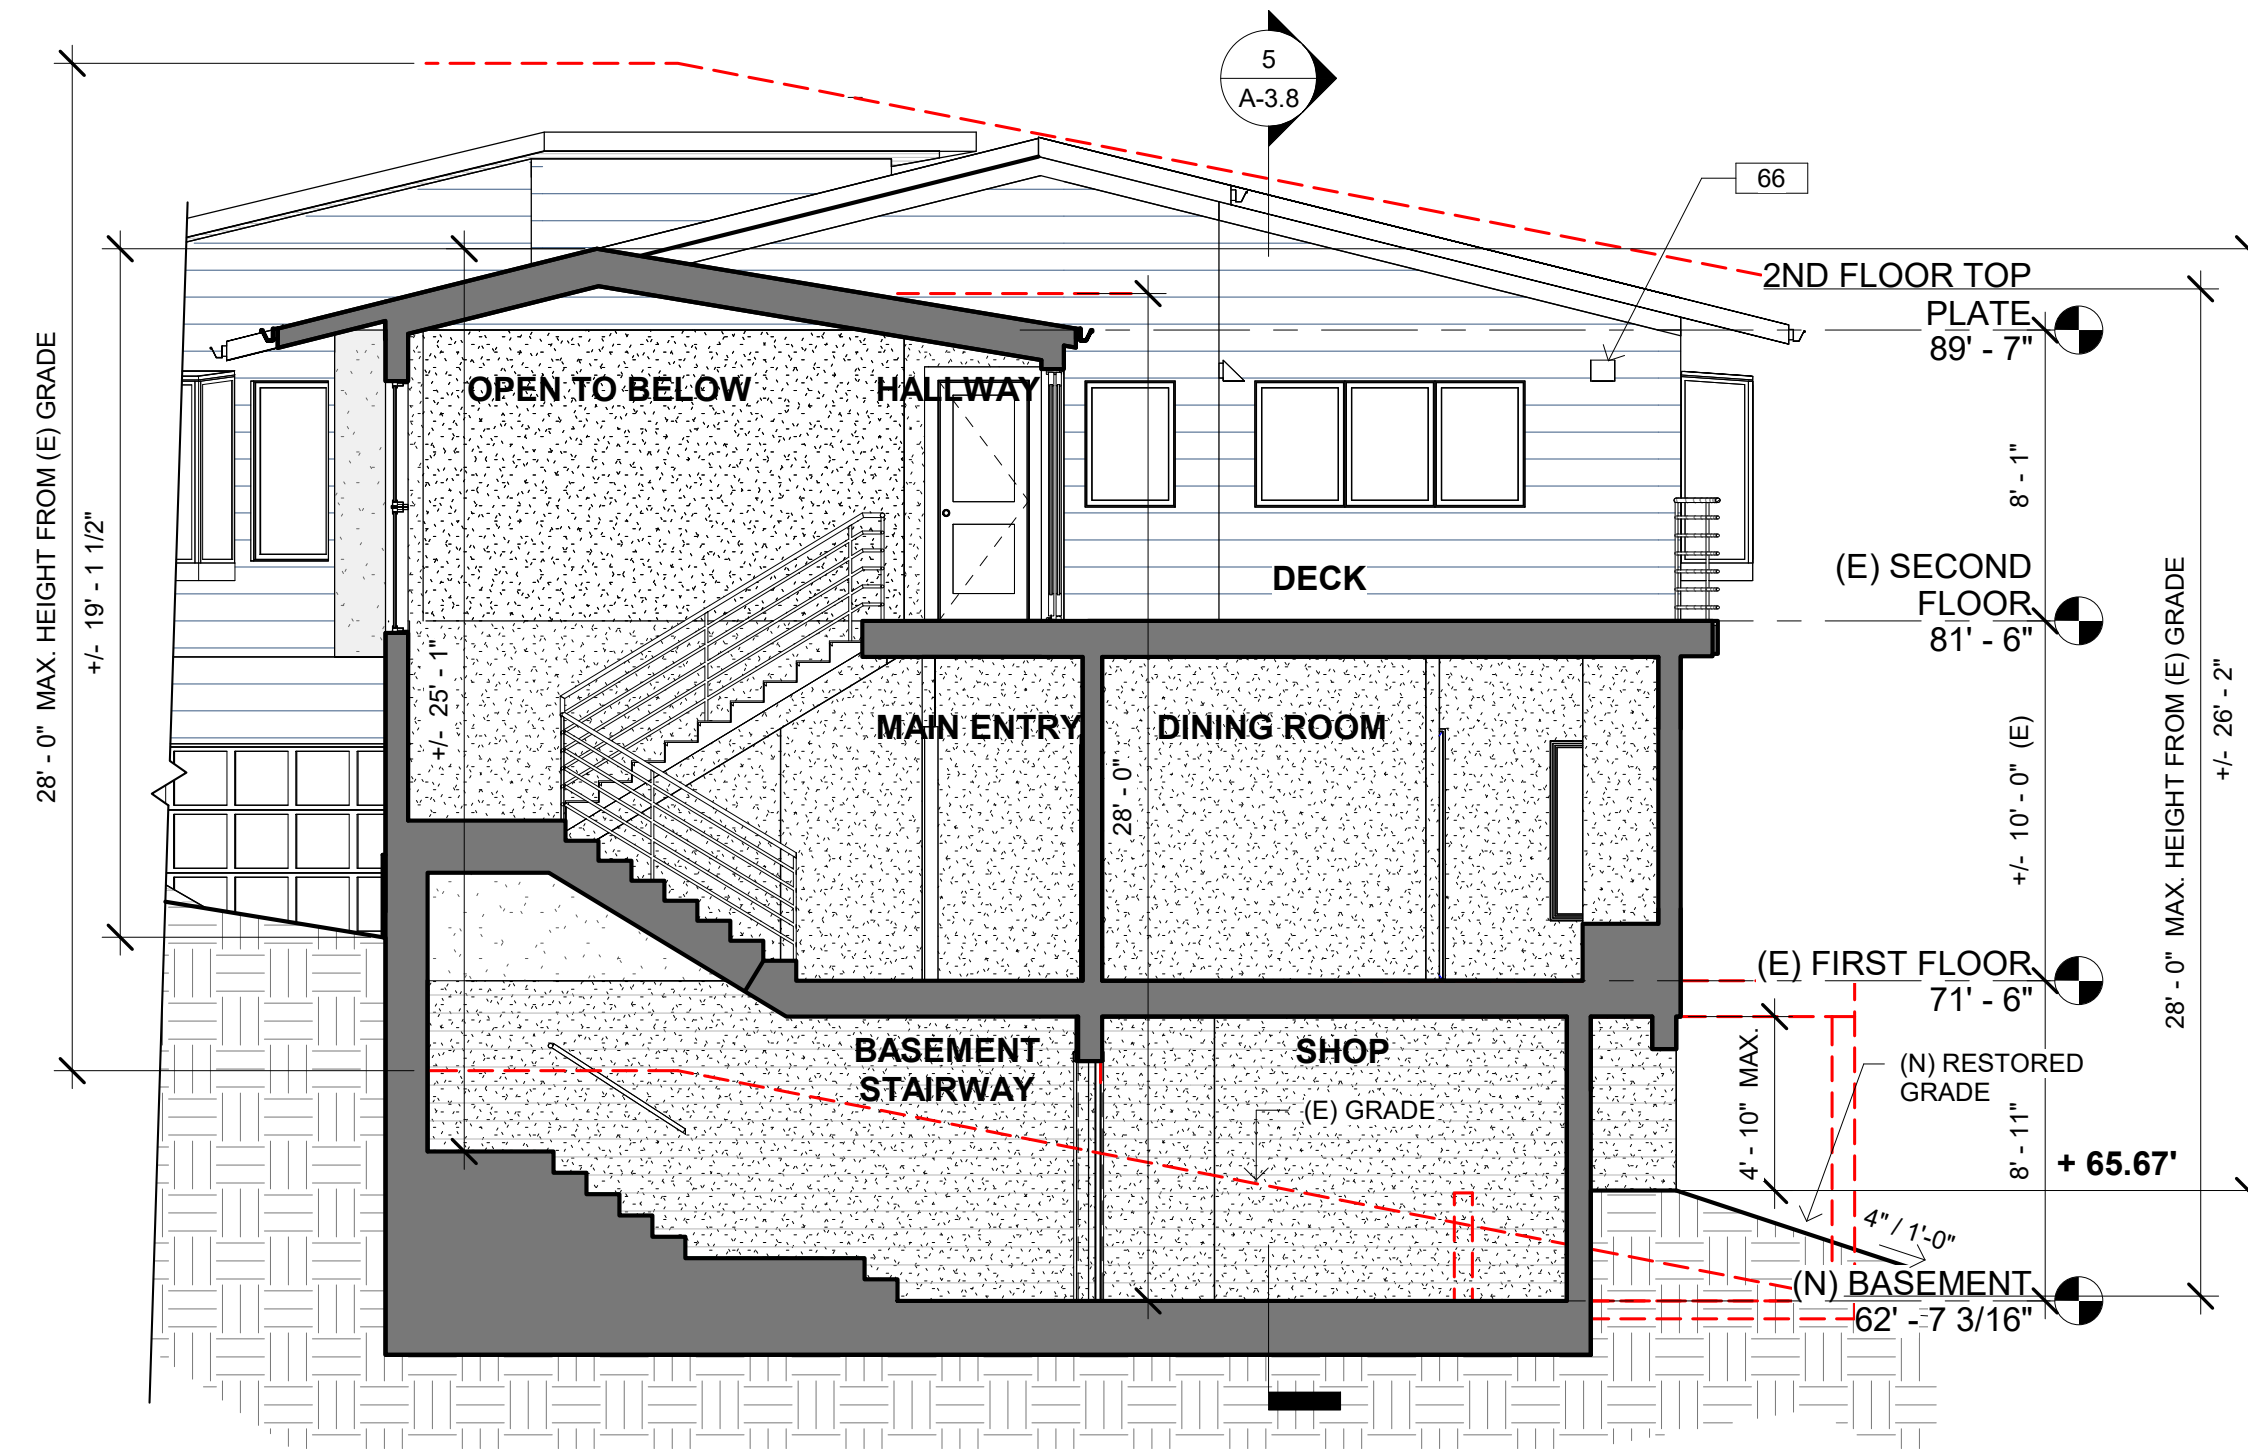 5
A-3.8
66
2ND FLOOR TOP
PLATE
89' - 7"
28' - 0"  MAX. HEIGHT FROM (E) GRADE
+/-  19' - 1 1/2"
OPEN TO BELOW
HALLWAY
8' - 1"
DECK
(E) SECOND
FLOOR
81' - 6"
+/-  25' - 1"
MAIN ENTRY
DINING ROOM
28' - 0"
+/-  10' - 0"  (E)
28' - 0"  MAX. HEIGHT FROM (E) GRADE
+/-  26' - 2"
(E) FIRST FLOOR
71' - 6"
BASEMENT
STAIRWAY
SHOP
(E) GRADE
4' - 10"  MAX.
(N) RESTORED
GRADE
8' - 11"
+ 65.67'
4" / 1'-0"
(N) BASEMENT
62' - 7 3/16"